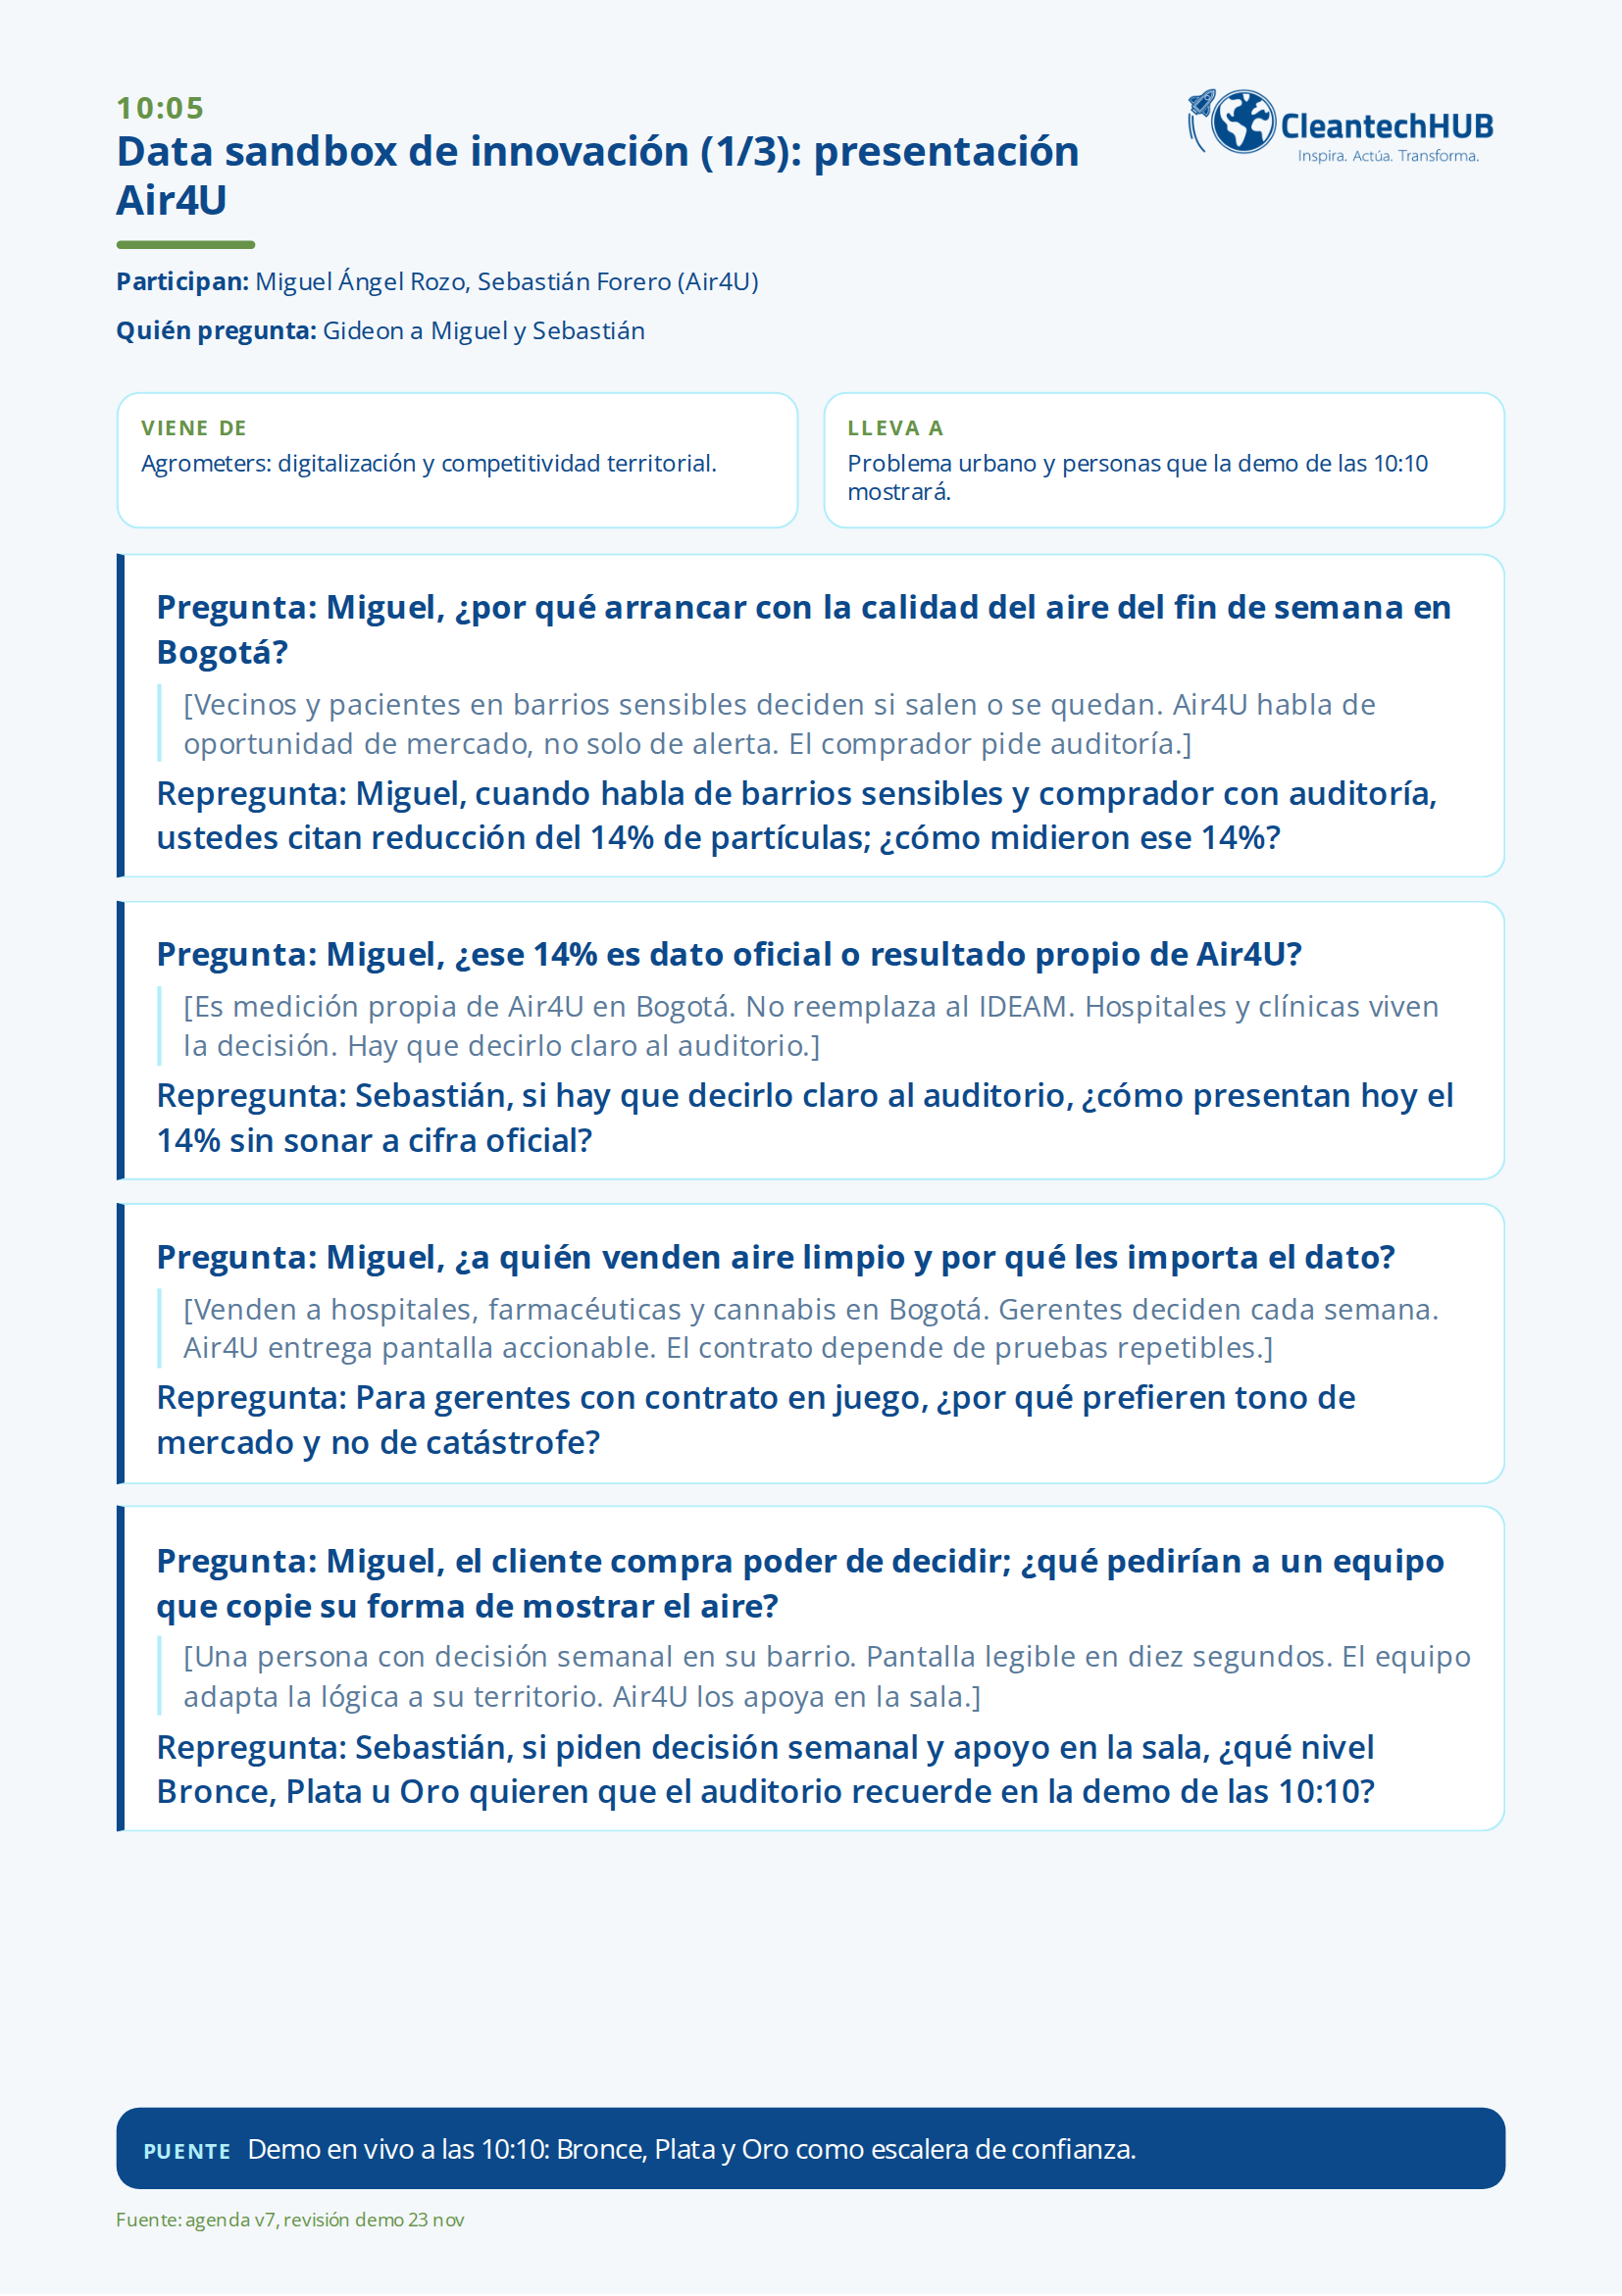 10:05
Data sandbox de innovación (1/3): presentación
Air4U
CleantechHUB
Inspira. Actúa. Transforma.
Participan: Miguel Ángel Rozo, Sebastián Forero (Air4U)
Quién pregunta: Gideon a Miguel y Sebastián
VIENE DE
Agrometers: digitalización y competitividad territorial.
LLEVA A
Problema urbano y personas que la demo de las 10:10
mostrará.
Pregunta: Miguel, ¿por qué arrancar con la calidad del aire del fin de semana en
Bogotá?
[Vecinos y pacientes en barrios sensibles deciden si salen o se quedan. Air4U habla de
oportunidad de mercado, no solo de alerta. El comprador pide auditoría.]
Repregunta: Miguel, cuando habla de barrios sensibles y comprador con auditoría,
ustedes citan reducción del 14% de partículas; ¿cómo midieron ese 14%?
Pregunta: Miguel, ¿ese 14% es dato oficial o resultado propio de Air4U?
[Es medición propia de Air4U en Bogotá. No reemplaza al IDEAM. Hospitales y clínicas viven
la decisión. Hay que decirlo claro al auditorio.]
Repregunta: Sebastián, si hay que decirlo claro al auditorio, ¿cómo presentan hoy el
14% sin sonar a cifra oficial?
Pregunta: Miguel, ¿a quién venden aire limpio y por qué les importa el dato?
[Venden a hospitales, farmacéuticas y cannabis en Bogotá. Gerentes deciden cada semana.
Air4U entrega pantalla accionable. El contrato depende de pruebas repetibles.]
Repregunta: Para gerentes con contrato en juego, ¿por qué prefieren tono de
mercado y no de catástrofe?
Pregunta: Miguel, el cliente compra poder de decidir; ¿qué pedirían a un equipo
que copie su forma de mostrar el aire?
[Una persona con decisión semanal en su barrio. Pantalla legible en diez segundos. El equipo
adapta la lógica a su territorio. Air4U los apoya en la sala.]
Repregunta: Sebastián, si piden decisión semanal y apoyo en la sala, ¿qué nivel
Bronce, Plata u Oro quieren que el auditorio recuerde en la demo de las 10:10?
PUENTE Demo en vivo a las 10:10: Bronce, Plata y Oro como escalera de confianza.
Fuente: agenda v7, revisión demo 23 nov